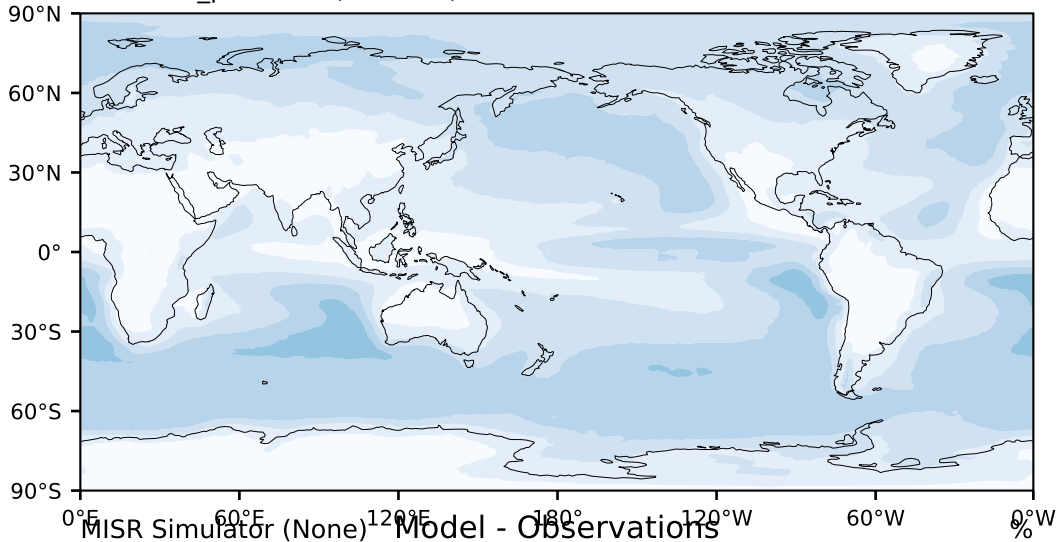 90°N
60°N
30°N
0°
30°S
60°S
90°S
0°E 60°E 120°E 180° 120°W 60°W 0°W
MISR Simulator (None) Model - Observations %